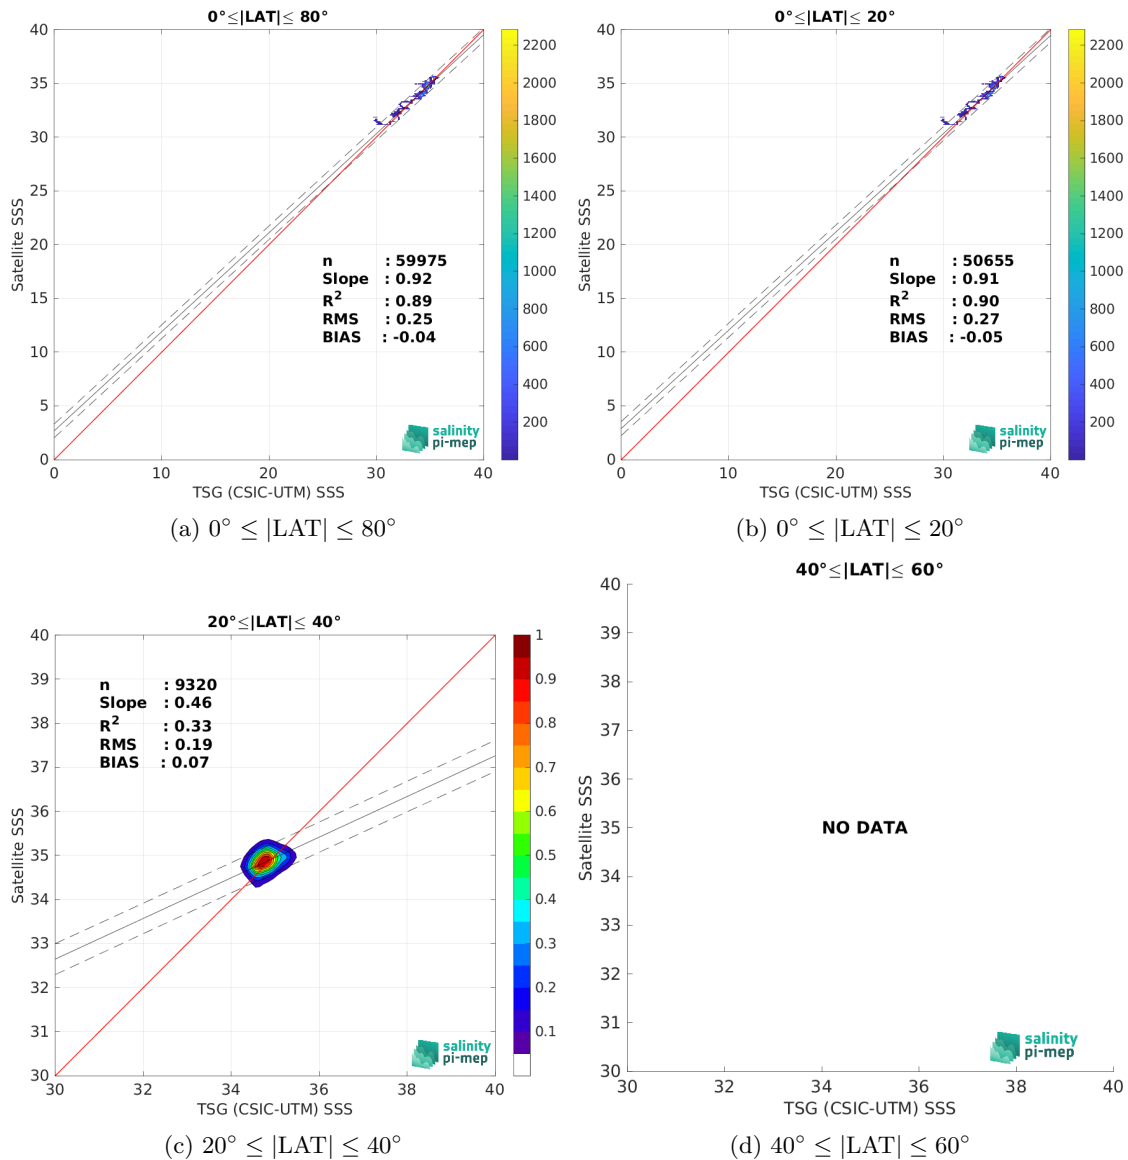 0°≤|LAT|≤ 80°
40
35
30
25
20
15
10
5
0
Satellite SSS
n : 59975
Slope : 0.92
R² : 0.89
RMS : 0.25
BIAS : -0.04
salinity
pi-mep
0 10 20 30 40
TSG (CSIC-UTM) SSS
2200
2000
1800
1600
1400
1200
1000
800
600
400
200
(a) 0° ≤ |LAT| ≤ 80°
0°≤|LAT|≤ 20°
40
35
30
25
20
15
10
5
0
Satellite SSS
n : 50655
Slope : 0.91
R² : 0.90
RMS : 0.27
BIAS : -0.05
salinity
pi-mep
0 10 20 30 40
TSG (CSIC-UTM) SSS
2200
2000
1800
1600
1400
1200
1000
800
600
400
200
(b) 0° ≤ |LAT| ≤ 20°
20°≤|LAT|≤ 40°
40
39
38
37
36
35
34
33
32
31
30
Satellite SSS
n : 9320
Slope : 0.46
R² : 0.33
RMS : 0.19
BIAS : 0.07
salinity
pi-mep
30 32 34 36 38 40
TSG (CSIC-UTM) SSS
1
0.9
0.8
0.7
0.6
0.5
0.4
0.3
0.2
0.1
(c) 20° ≤ |LAT| ≤ 40°
40°≤|LAT|≤ 60°
40
39
38
37
36
35
34
33
32
31
30
Satellite SSS
NO DATA
salinity
pi-mep
30 32 34 36 38 40
TSG (CSIC-UTM) SSS
(d) 40° ≤ |LAT| ≤ 60°